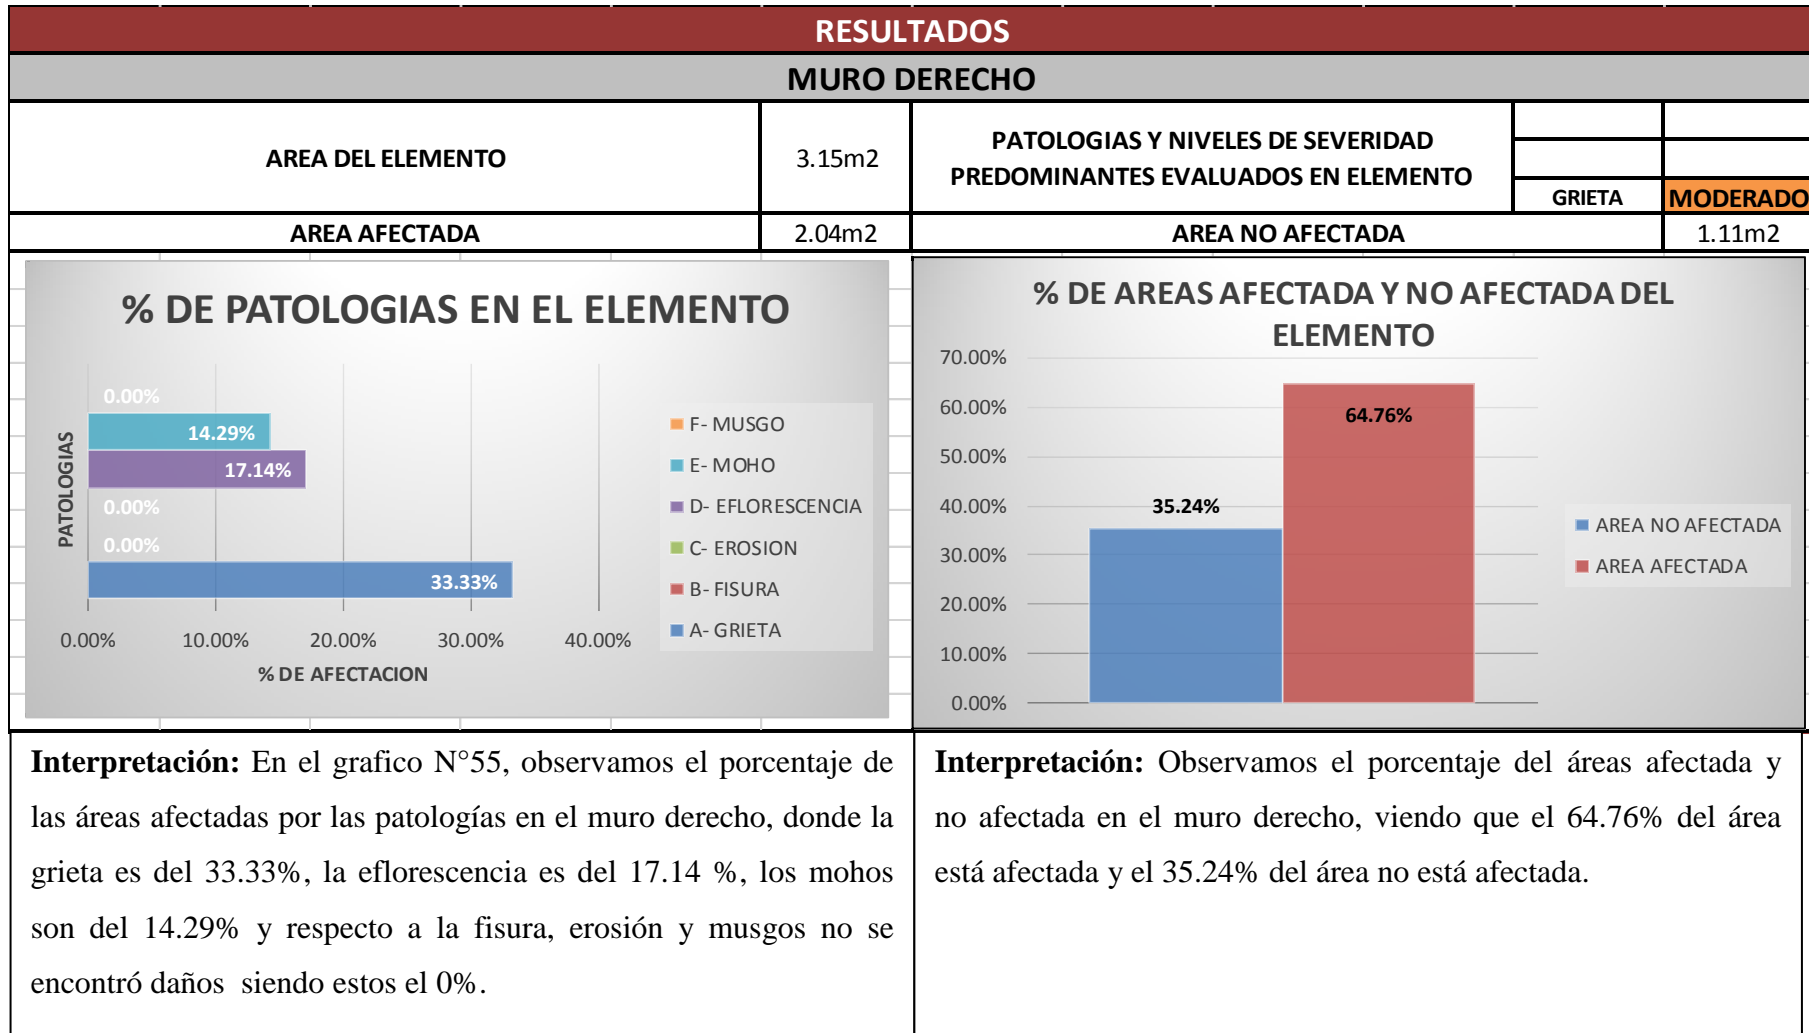 RESULTADOS
MURO DERECHO
AREA DEL ELEMENTO
3.15m2
PATOLOGIAS Y NIVELES DE SEVERIDAD
PREDOMINANTES EVALUADOS EN ELEMENTO
GRIETA
MODERADO
AREA AFECTADA
2.04m2
AREA NO AFECTADA
1.11m2
% DE PATOLOGIAS EN EL ELEMENTO
PATOLOGIAS
0.00%
14.29%
17.14%
0.00%
0.00%
33.33%
0.00%
10.00%
20.00%
30.00%
40.00%
% DE AFECTACION
F- MUSGO
E- MOHO
D- EFLORESCENCIA
C- EROSION
B- FISURA
A- GRIETA
% DE AREAS AFECTADA Y NO AFECTADA DEL
ELEMENTO
70.00%
60.00%
50.00%
40.00%
30.00%
20.00%
10.00%
0.00%
35.24%
64.76%
AREA NO AFECTADA
AREA AFECTADA
Interpretación: En el grafico N°55, observamos el porcentaje de
las áreas afectadas por las patologías en el muro derecho, donde la
grieta es del 33.33%, la eflorescencia es del 17.14 %, los mohos
son del 14.29% y respecto a la fisura, erosión y musgos no se
encontró daños siendo estos el 0%.
Interpretación: Observamos el porcentaje del áreas afectada y
no afectada en el muro derecho, viendo que el 64.76% del área
está afectada y el 35.24% del área no está afectada.